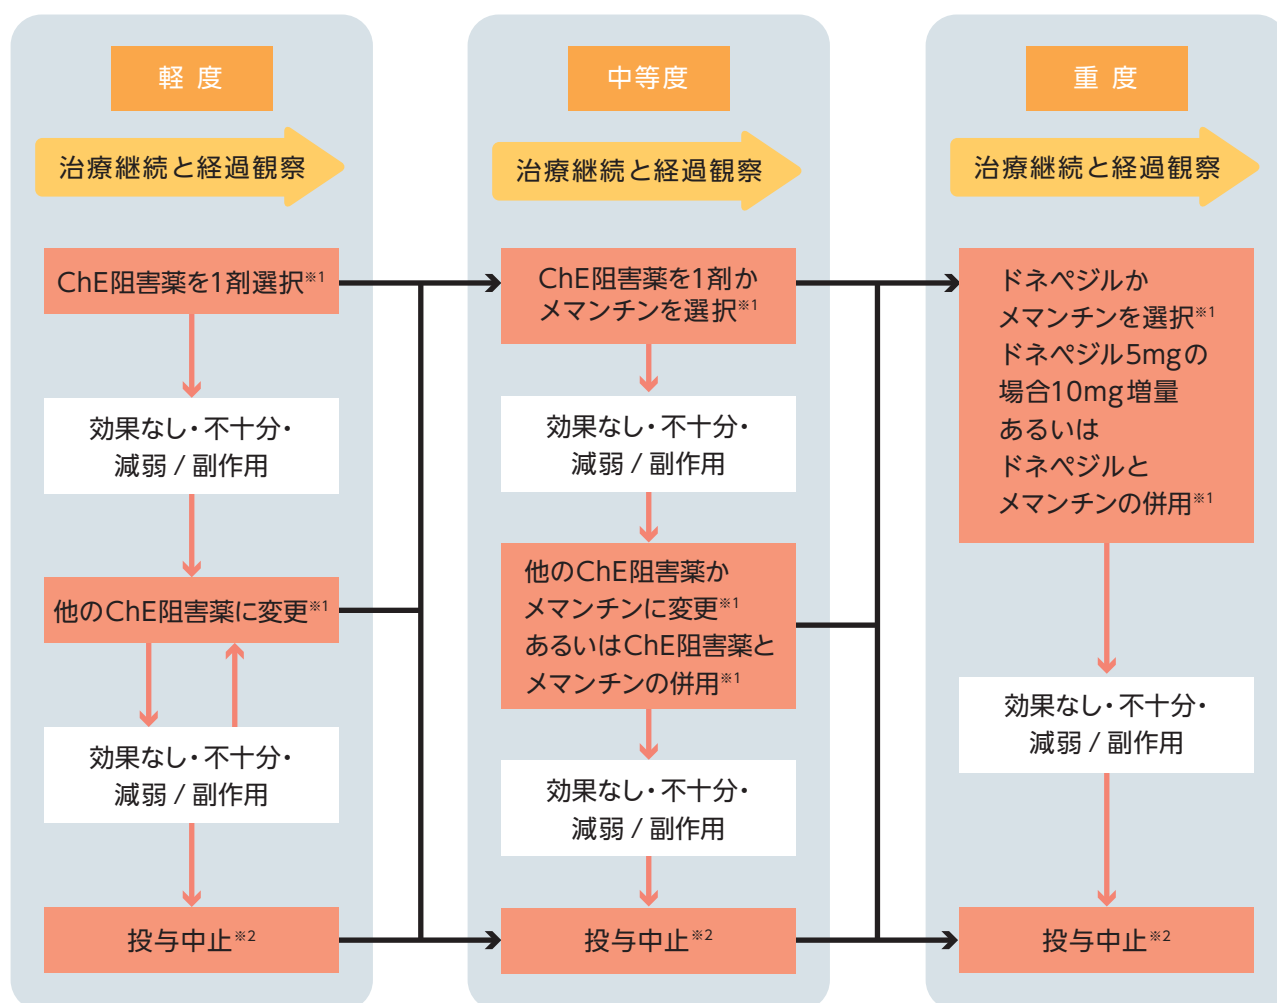 軽 度
治療継続と経過観察
ChE阻害薬を1剤選択※1
効果なし・不十分・
減弱 / 副作用
他のChE阻害薬に変更※1
効果なし・不十分・
減弱 / 副作用
投与中止※2
中等度
治療継続と経過観察
ChE阻害薬を1剤か
メマンチンを選択※1
効果なし・不十分・
減弱 / 副作用
他のChE阻害薬か
メマンチンに変更※1
あるいはChE阻害薬と
メマンチンの併用※1
効果なし・不十分・
減弱 / 副作用
投与中止※2
重 度
治療継続と経過観察
ドネペジルか
メマンチンを選択※1
ドネペジル5mgの
場合10mg増量
あるいは
ドネペジルと
メマンチンの併用※1
効果なし・不十分・
減弱 / 副作用
投与中止※2